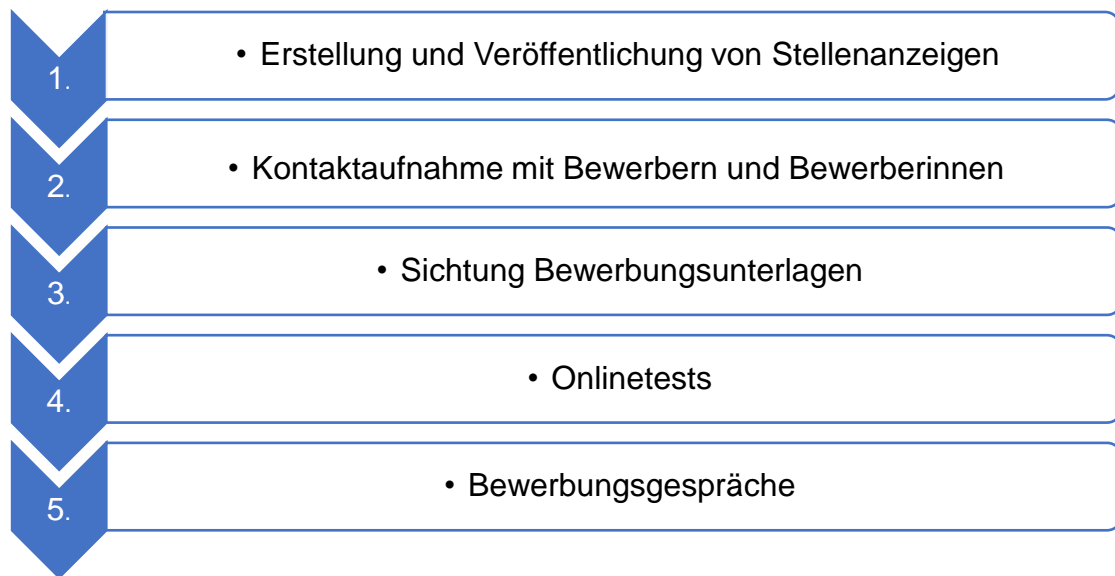 1. • Erstellung und Veröffentlichung von Stellenanzeigen
2. • Kontaktaufnahme mit Bewerbern und Bewerberinnen
3. • Sichtung Bewerbungsunterlagen
4. • Onlinetests
5. • Bewerbungsgespräche